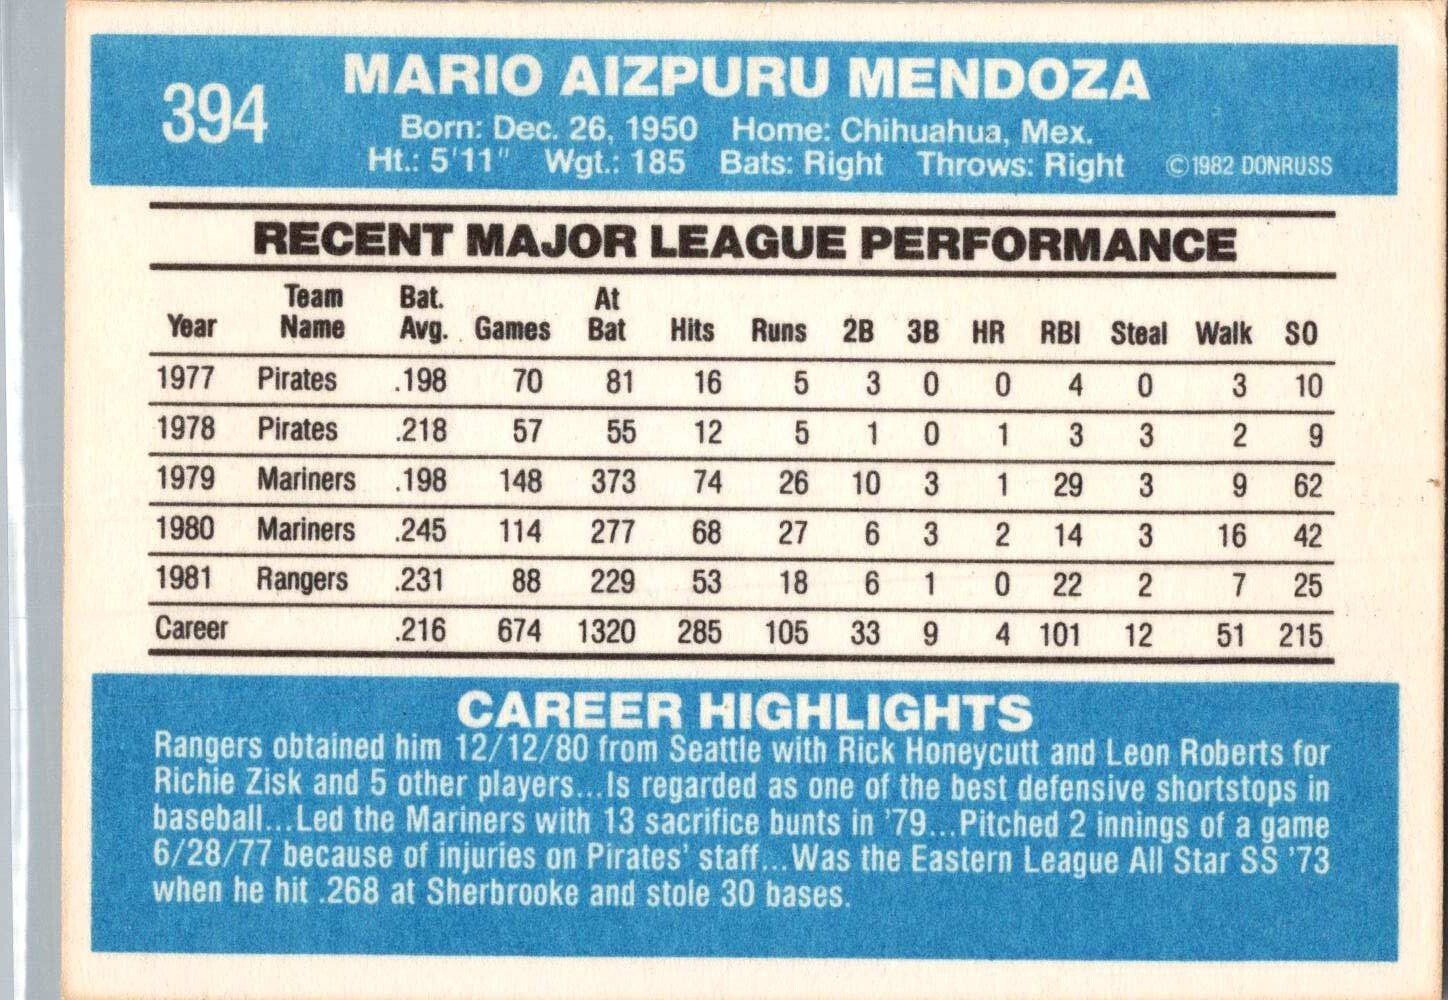 394
MARIO AIZPURU MENDOZA
Born: Dec. 26, 1950 Home: Chihuahua, Mex.
Ht.: 5'11" Wgt.: 185 Bats: Right Throws: Right ©1982 DONRUSS
RECENT MAJOR LEAGUE PERFORMANCE
Year Team Name Bat. Avg. Games At Bat Hits Runs 2B 3B HR RBI Steal Walk SO
1977 Pirates .198 70 81 16 5 3 0 0 4 0 3 10
1978 Pirates .218 57 55 12 5 1 0 1 3 3 2 9
1979 Mariners .198 148 373 74 26 10 3 1 29 3 9 62
1980 Mariners .245 114 277 68 27 6 3 2 14 3 16 42
1981 Rangers .231 88 229 53 18 6 1 0 22 2 7 25
Career .216 674 1320 285 105 33 9 4 101 12 51 215
CAREER HIGHLIGHTS
Rangers obtained him 12/12/80 from Seattle with Rick Honeycutt and Leon Roberts for
Richie Zisk and 5 other players...Is regarded as one of the best defensive shortstops in
baseball...Led the Mariners with 13 sacrifice bunts in '79...Pitched 2 innings of a game
6/28/77 because of injuries on Pirates' staff...Was the Eastern League All Star SS '73
when he hit .268 at Sherbrooke and stole 30 bases.